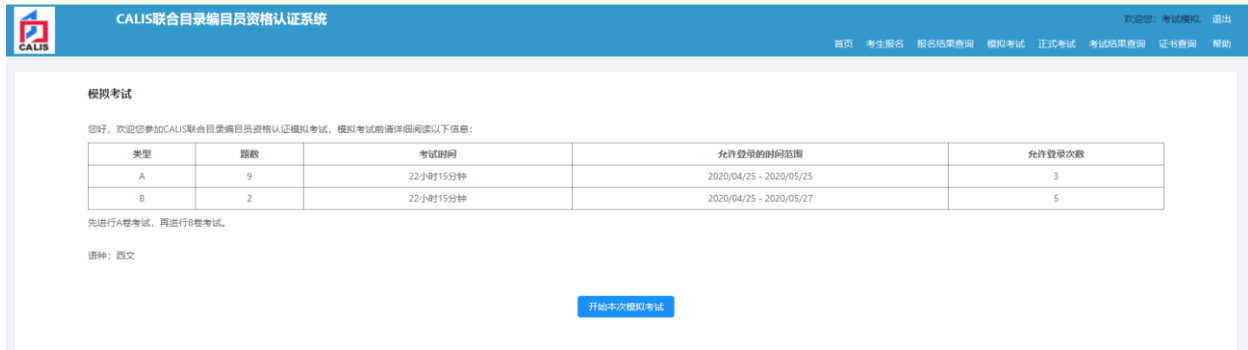 CALIS联合目录编目员资格认证系统
欢迎您：考试模拟, 退出
CALIS
首页 考生报名 报名结果查询 模拟考试 正式考试 考试结果查询 证书查询 帮助
模拟考试
您好，欢迎您参加CALIS联合目录编目员资格认证模拟考试，模拟考试前请详细阅读以下信息：
类型 题数 考试时间 允许登录的时间范围 允许登录次数
A 9 22小时15分钟 2020/04/25 - 2020/05/25 3
B 2 22小时15分钟 2020/04/25 - 2020/05/27 5
先进行A卷考试，再进行B卷考试。
语种：西文
开始本次模拟考试